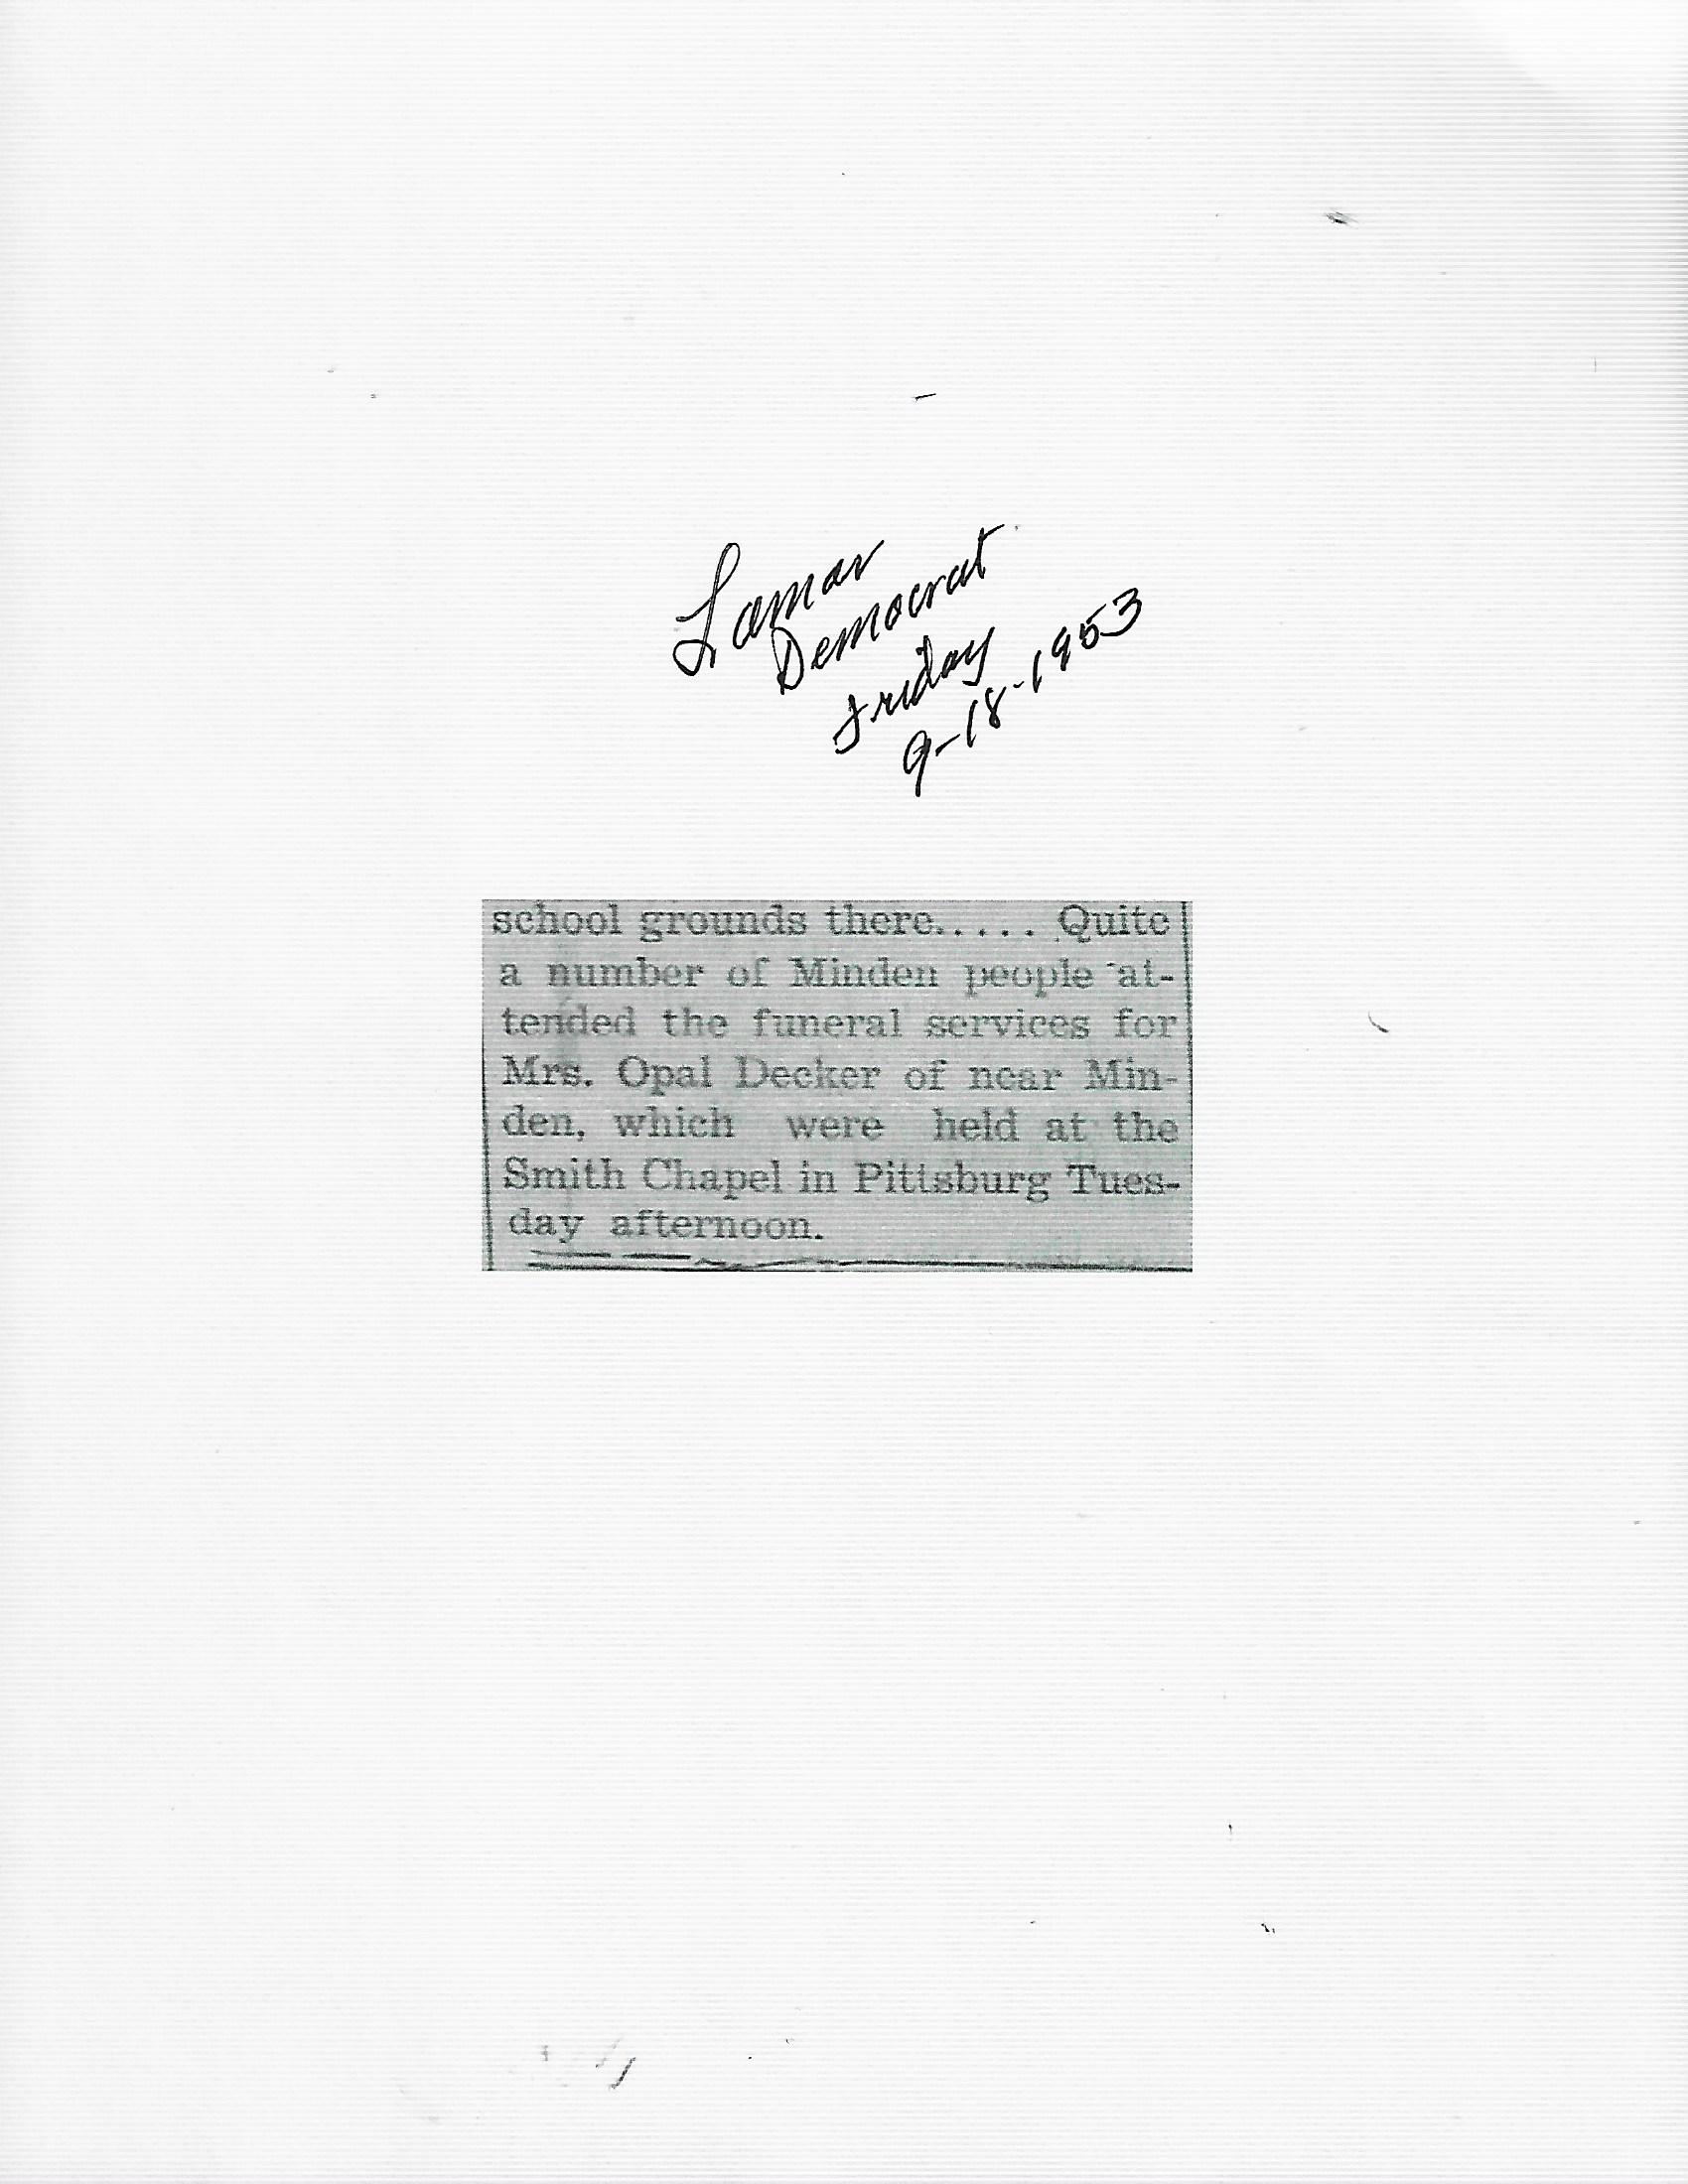 Lamar
Democrat
Friday
9-18-1953
school grounds there..... Quite
a number of Minden people at-
tended the funeral services for
Mrs. Opal Decker of near Min-
den, which were held at the
Smith Chapel in Pittsburg Tues-
day afternoon.